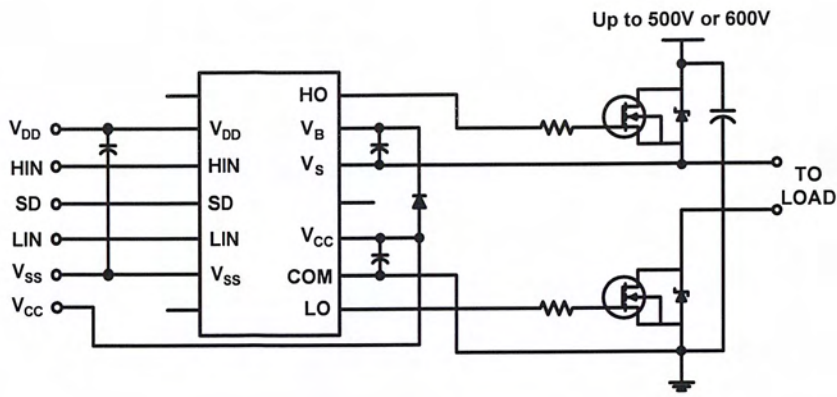 Up to 500V or 600V
HO
V_DD
V_DD
V_B
HIN
HIN
V_S
TO
LOAD
SD
SD
LIN
LIN
V_CC
V_SS
V_SS
COM
V_CC
LO